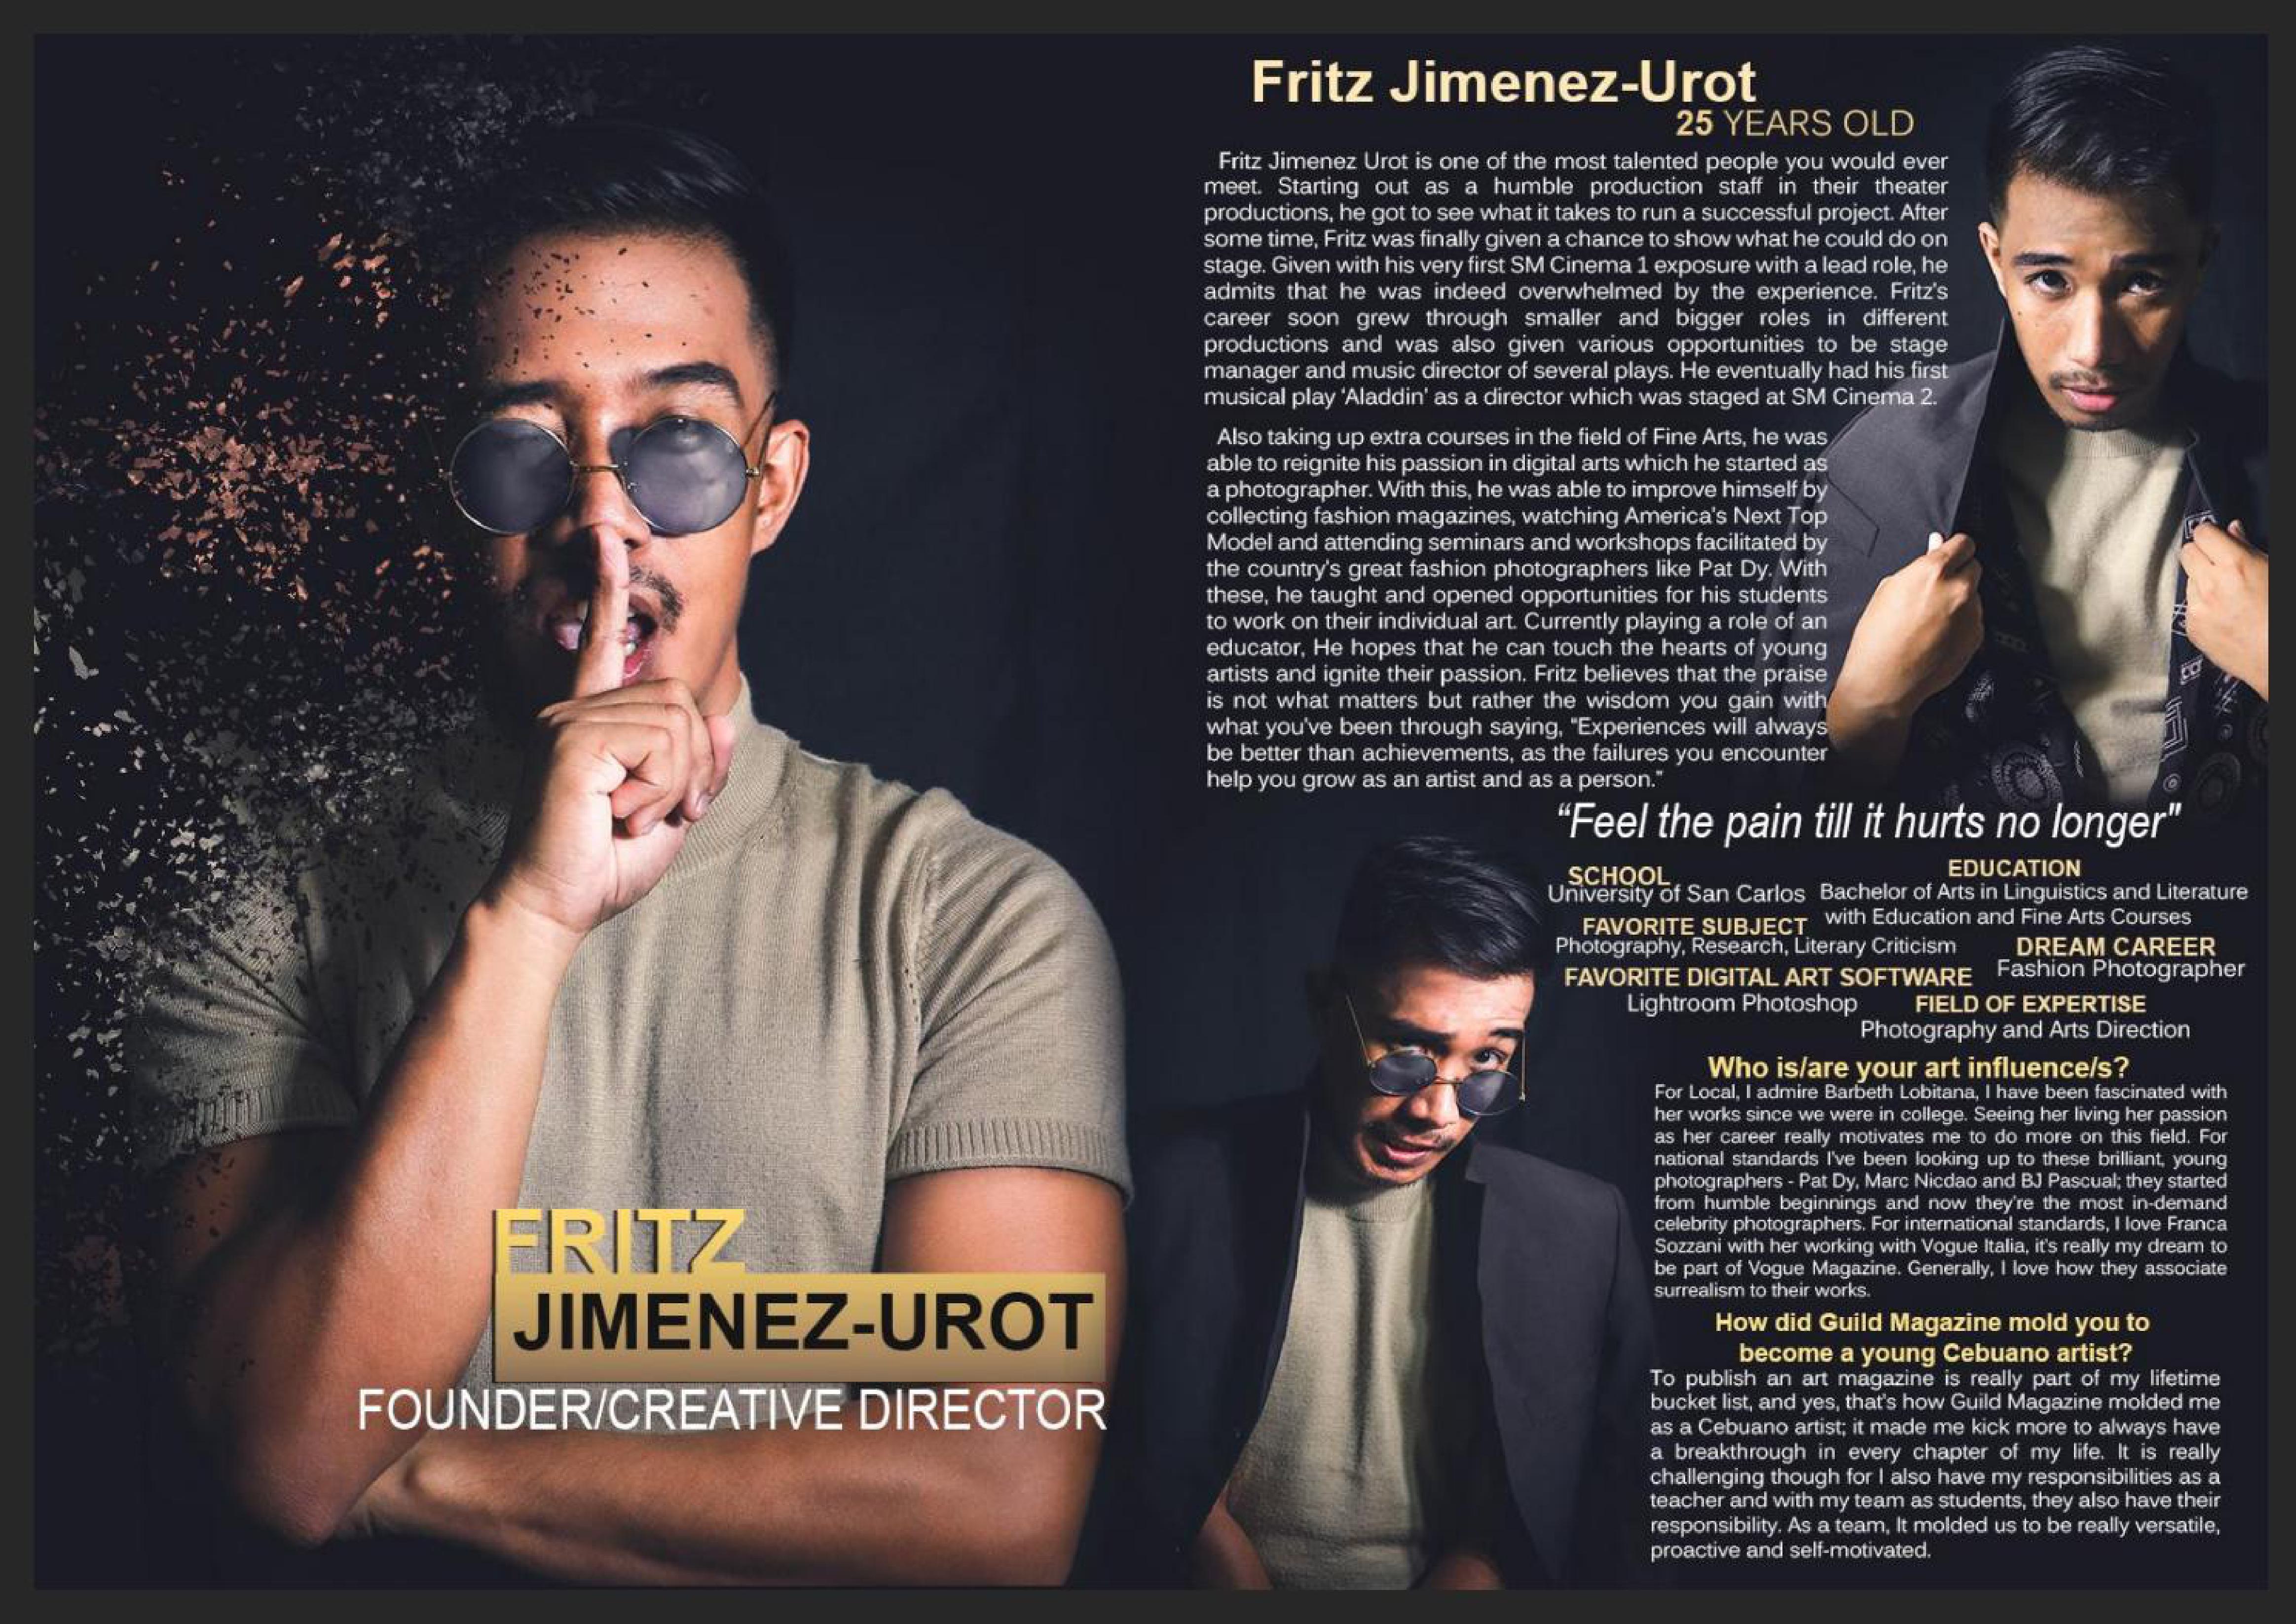 FRITZ
JIMENEZ-UROT
FOUNDER/CREATIVE DIRECTOR
Fritz Jimenez-Urot
25 YEARS OLD
Fritz Jimenez Urot is one of the most talented people you would ever
meet. Starting out as a humble production staff in their theater
productions, he got to see what it takes to run a successful project. After
some time, Fritz was finally given a chance to show what he could do on
stage. Given with his very first SM Cinema 1 exposure with a lead role, he
admits that he was indeed overwhelmed by the experience. Fritz's
career soon grew through smaller and bigger roles in different
productions and was also given various opportunities to be stage
manager and music director of several plays. He eventually had his first
musical play 'Aladdin' as a director which was staged at SM Cinema 2.
Also taking up extra courses in the field of Fine Arts, he was
able to reignite his passion in digital arts which he started as
a photographer. With this, he was able to improve himself by
collecting fashion magazines, watching America's Next Top
Model and attending seminars and workshops facilitated by
the country's great fashion photographers like Pat Dy. With
these, he taught and opened opportunities for his students
to work on their individual art. Currently playing a role of an
educator, He hopes that he can touch the hearts of young
artists and ignite their passion. Fritz believes that the praise
is not what matters but rather the wisdom you gain with
what you've been through saying, "Experiences will always
be better than achievements, as the failures you encounter
help you grow as an artist and as a person."
“Feel the pain till it hurts no longer"
SCHOOL
University of San Carlos
EDUCATION
Bachelor of Arts in Linguistics and Literature
with Education and Fine Arts Courses
FAVORITE SUBJECT
Photography, Research, Literary Criticism
DREAM CAREER
Fashion Photographer
FAVORITE DIGITAL ART SOFTWARE
Lightroom Photoshop
FIELD OF EXPERTISE
Photography and Arts Direction
Who is/are your art influence/s?
For Local, I admire Barbeth Lobitana, I have been fascinated with
her works since we were in college. Seeing her living her passion
as her career really motivates me to do more on this field. For
national standards I've been looking up to these brilliant, young
photographers - Pat Dy, Marc Nicdao and BJ Pascual; they started
from humble beginnings and now they're the most in-demand
celebrity photographers. For international standards, I love Franca
Sozzani with her working with Vogue Italia, it's really my dream to
be part of Vogue Magazine. Generally, I love how they associate
surrealism to their works.
How did Guild Magazine mold you to
become a young Cebuano artist?
To publish an art magazine is really part of my lifetime
bucket list, and yes, that's how Guild Magazine molded me
as a Cebuano artist; it made me kick more to always have
a breakthrough in every chapter of my life. It is really
challenging though for I also have my responsibilities as a
teacher and with my team as students, they also have their
responsibility. As a team, It molded us to be really versatile,
proactive and self-motivated.